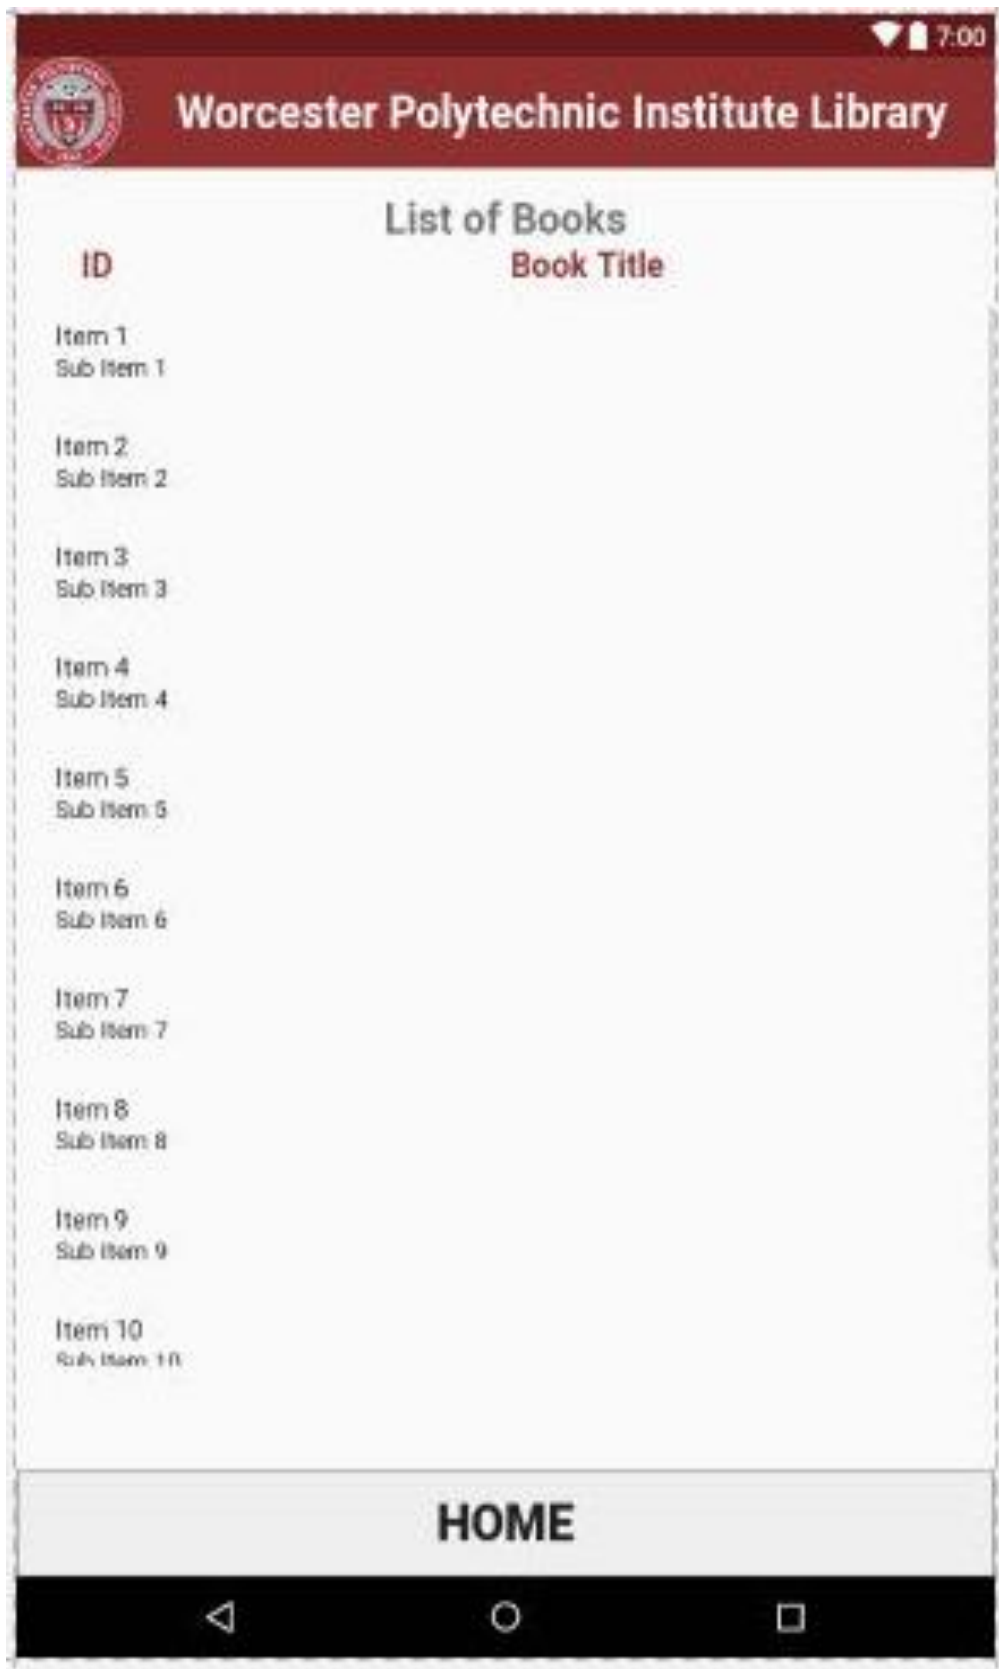 7:00
Worcester Polytechnic Institute Library
List of Books
ID Book Title
Item 1
Sub Item 1
Item 2
Sub Item 2
Item 3
Sub Item 3
Item 4
Sub Item 4
Item 5
Sub Item 5
Item 6
Sub Item 6
Item 7
Sub Item 7
Item 8
Sub Item 8
Item 9
Sub Item 9
Item 10
Sub Item 10
HOME